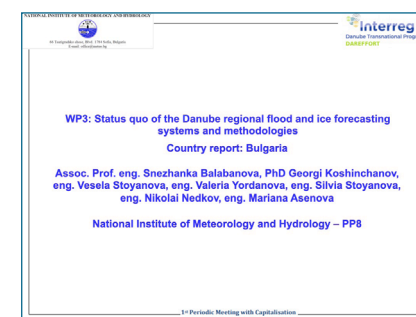 NATIONAL INSTITUTE OF METEOROLOGY AND HYDROLOGY
66 Tsarigradsko shose, Blvd. 1784 Sofia, Bulgaria
E-mail: office@meteo.bg
Interreg
Danube Transnational Prog
DAREFFORT
WP3: Status quo of the Danube regional flood and ice forecasting
systems and methodologies
Country report: Bulgaria
Assoc. Prof. eng. Snezhanka Balabanova, PhD Georgi Koshinchanov,
eng. Vesela Stoyanova, eng. Valeria Yordanova, eng. Silvia Stoyanova,
eng. Nikolai Nedkov, eng. Mariana Asenova
National Institute of Meteorology and Hydrology – PP8
1st Periodic Meeting with Capitalisation